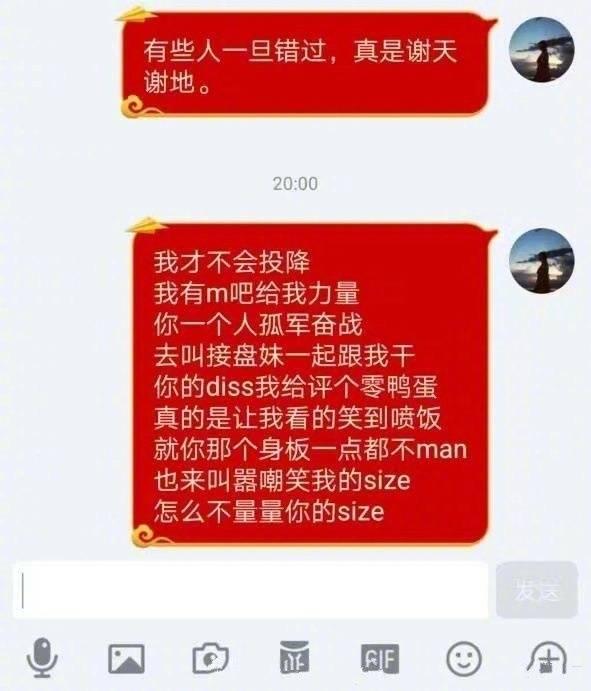 有些人一旦错过，真是谢天
谢地。
20:00
我才不会投降
我有m吧给我力量
你一个人孤军奋战
去叫接盘妹一起跟我干
你的diss我给评个零鸭蛋
真的是让我看的笑到喷饭
就你那个身板一点都不man
也来叫嚣嘲笑我的size
怎么不量量你的size
发送
GIF